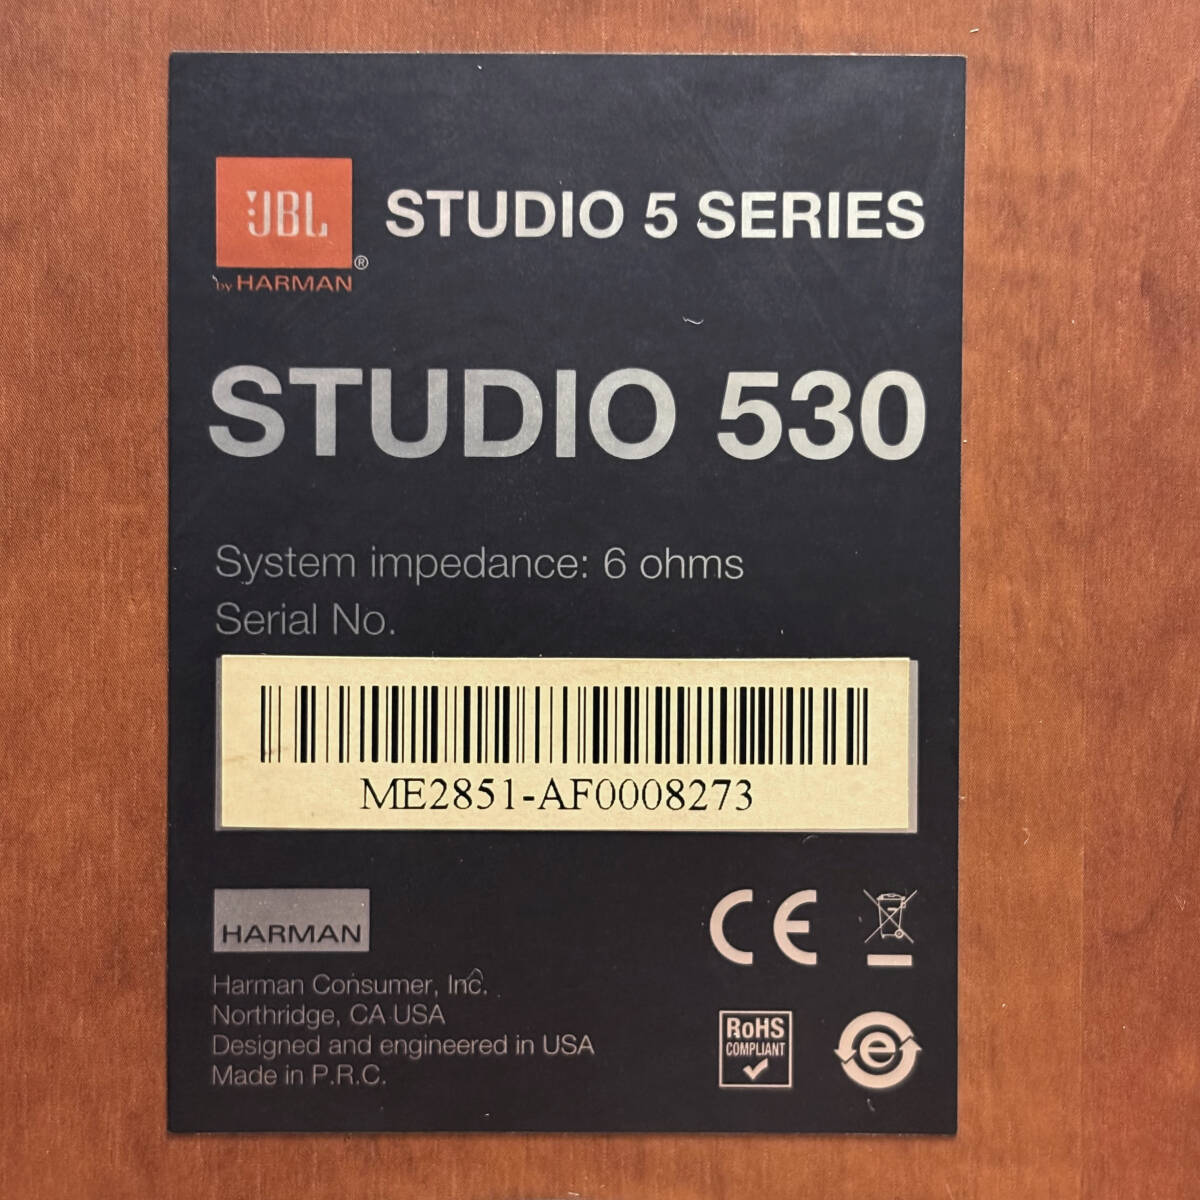 JBL
STUDIO 5 SERIES
®
by HARMAN
STUDIO 530
System impedance: 6 ohms
Serial No.
ME2851-AF0008273
HARMAN
CE
Harman Consumer, Inc.
Northridge, CA USA
Designed and engineered in USA
Made in P.R.C.
RoHS
COMPLIANT
e